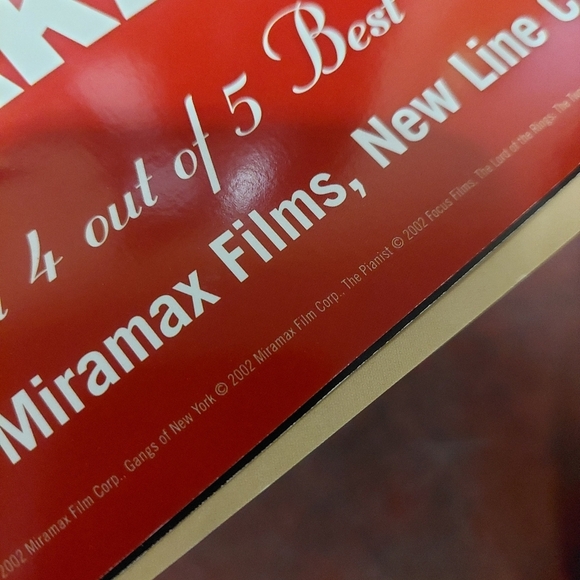 4 out of 5 Best
Miramax Films, New Line
2002 Miramax Film Corp., Gangs of New York © 2002 Miramax Film Corp., The Pianist © 2002 Focus Films, The Lord of the Rings: The